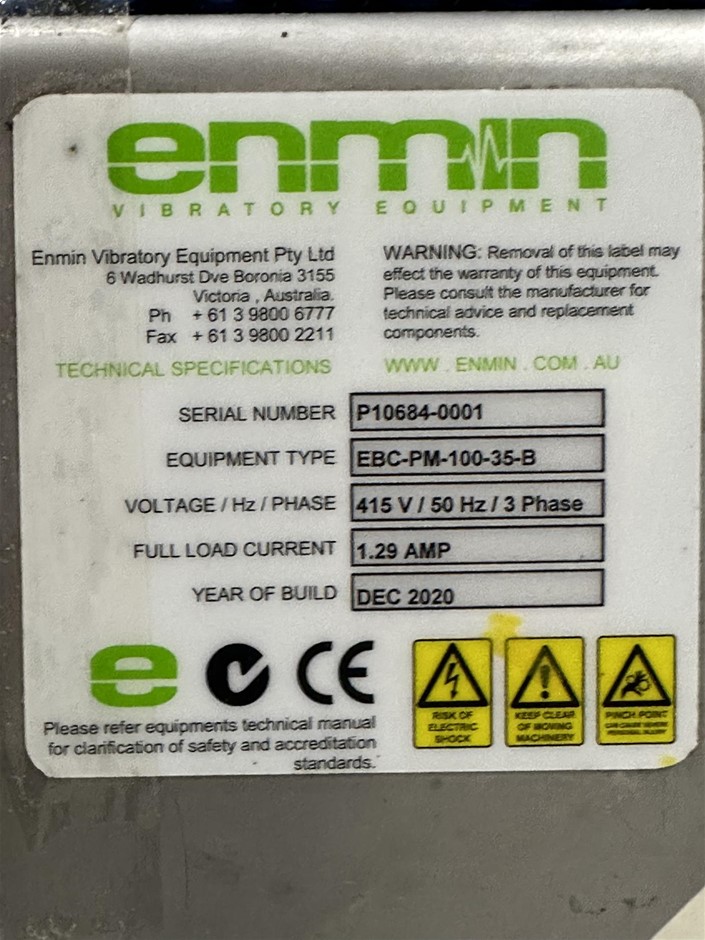 enmin
VIBRATORY EQUIPMENT
Enmin Vibratory Equipment Pty Ltd
6 Wadhurst Dve Boronia 3155
Victoria , Australia.
Ph + 61 3 9800 6777
Fax + 61 3 9800 2211
WARNING: Removal of this label may
effect the warranty of this equipment.
Please consult the manufacturer for
technical advice and replacement
components.
TECHNICAL SPECIFICATIONS
WWW . ENMIN . COM . AU
SERIAL NUMBER P10684-0001
EQUIPMENT TYPE EBC-PM-100-35-B
VOLTAGE / Hz / PHASE 415 V / 50 Hz / 3 Phase
FULL LOAD CURRENT 1.29 AMP
YEAR OF BUILD DEC 2020
e CE
Please refer equipments technical manual
for clarification of safety and accreditation
standards.
RISK OF
ELECTRIC
SHOCK
KEEP CLEAR
OF MOVING
MACHINERY
PINCH POINT
CAN CAUSE SEVERE
PERSONAL INJURY